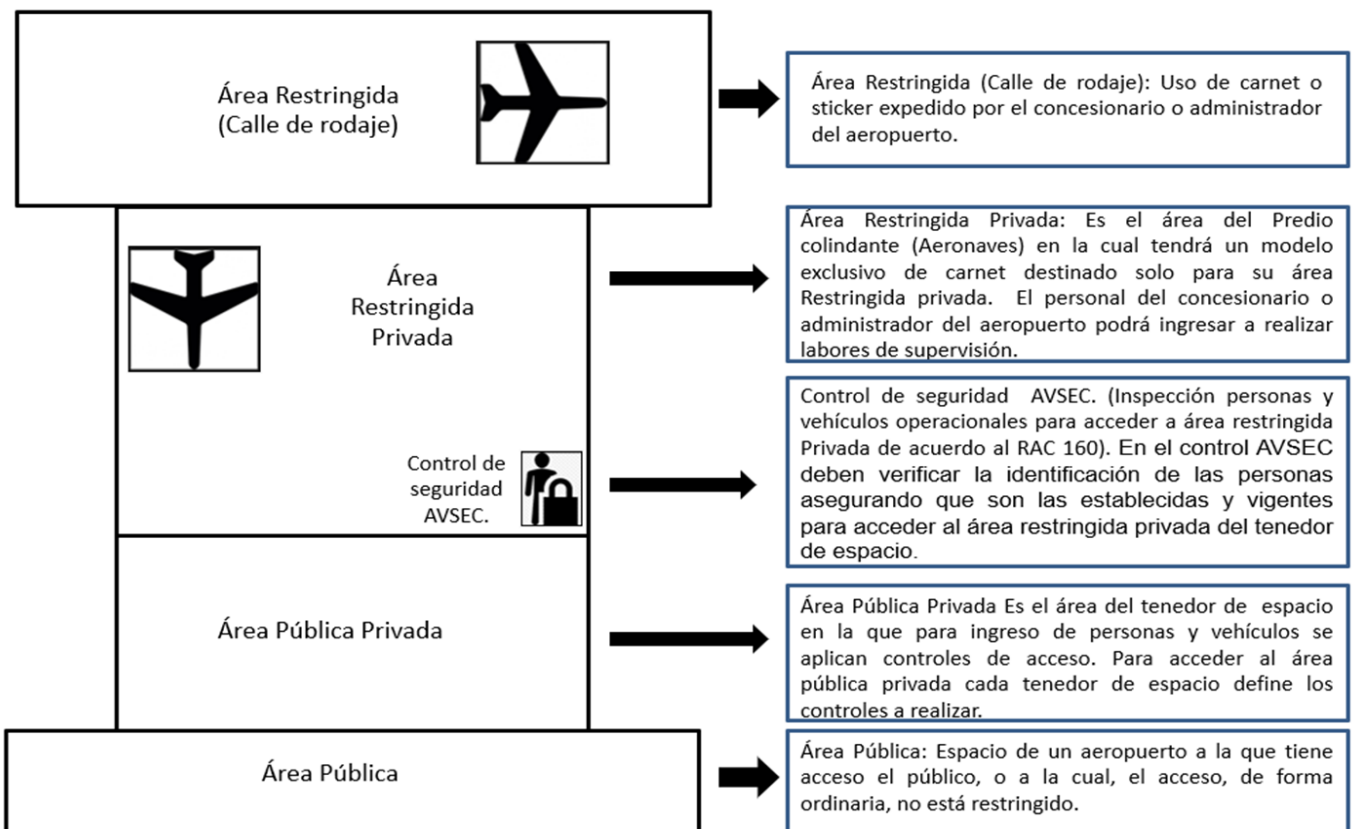 Área Restringida
(Calle de rodaje)
Área Restringida (Calle de rodaje): Uso de carnet o
sticker expedido por el concesionario o administrador
del aeropuerto.
Área
Restringida
Privada
Área Restringida Privada: Es el área del Predio
colindante (Aeronaves) en la cual tendrá un modelo
exclusivo de carnet destinado solo para su área
Restringida privada. El personal del concesionario o
administrador del aeropuerto podrá ingresar a realizar
labores de supervisión.
Control de
seguridad
AVSEC.
Control de seguridad AVSEC. (Inspección personas y
vehículos operacionales para acceder a área restringida
Privada de acuerdo al RAC 160). En el control AVSEC
deben verificar la identificación de las personas
asegurando que son las establecidas y vigentes
para acceder al área restringida privada del tenedor
de espacio.
Área Pública Privada
Área Pública Privada Es el área del tenedor de espacio
en la que para ingreso de personas y vehículos se
aplican controles de acceso. Para acceder al área
pública privada cada tenedor de espacio define los
controles a realizar.
Área Pública
Área Pública: Espacio de un aeropuerto a la que tiene
acceso el público, o a la cual, el acceso, de forma
ordinaria, no está restringido.